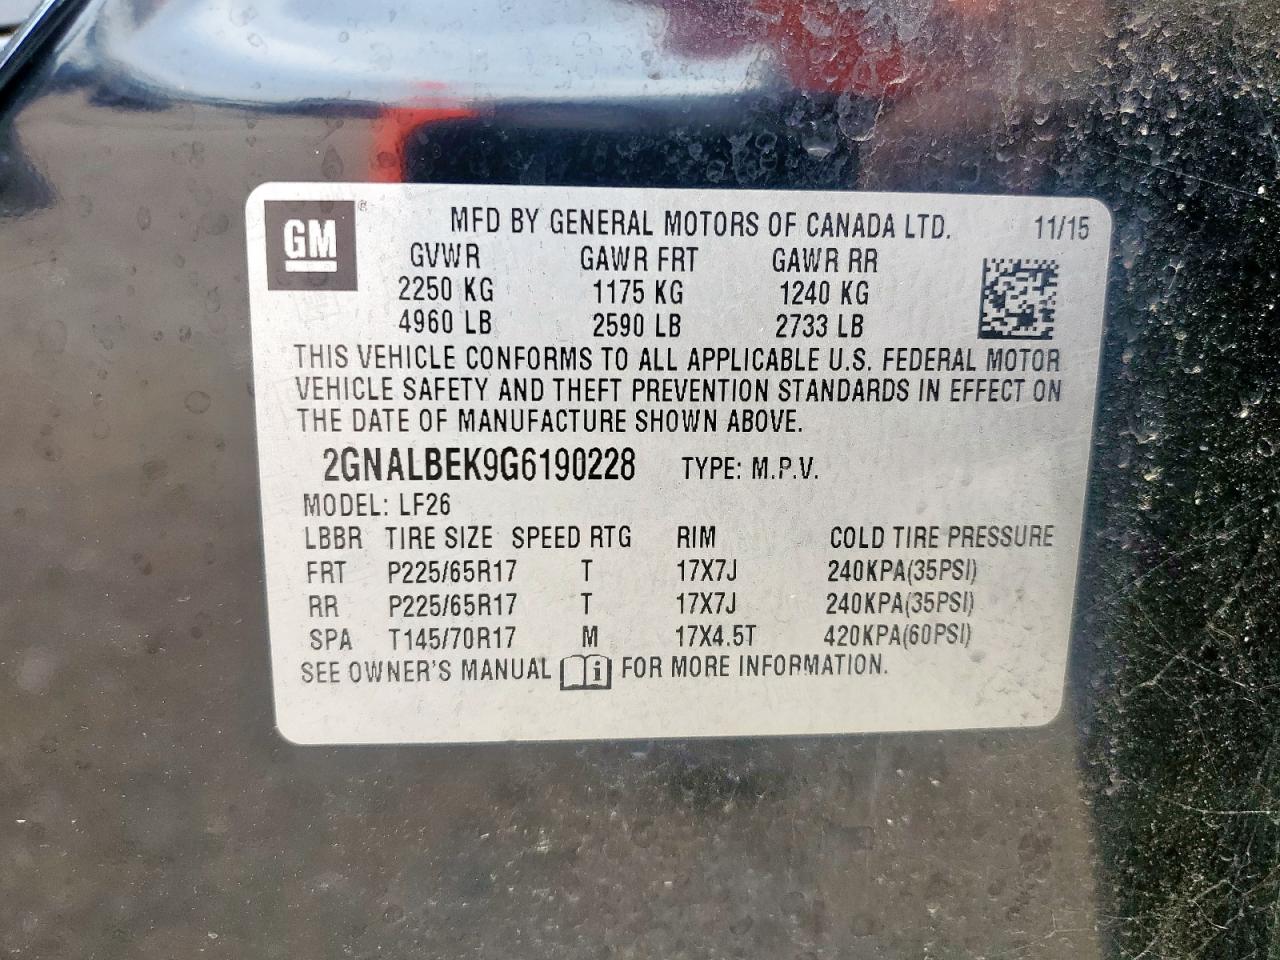 GM ® MFD BY GENERAL MOTORS OF CANADA LTD. 11/15
GVWR GAWR FRT GAWR RR
2250 KG 1175 KG 1240 KG
4960 LB 2590 LB 2733 LB
THIS VEHICLE CONFORMS TO ALL APPLICABLE U.S. FEDERAL MOTOR
VEHICLE SAFETY AND THEFT PREVENTION STANDARDS IN EFFECT ON
THE DATE OF MANUFACTURE SHOWN ABOVE.
2GNALBEK9G6190228 TYPE: M.P.V.
MODEL: LF26
LBBR TIRE SIZE SPEED RTG RIM COLD TIRE PRESSURE
FRT P225/65R17 T 17X7J 240KPA(35PSI)
RR P225/65R17 T 17X7J 240KPA(35PSI)
SPA T145/70R17 M 17X4.5T 420KPA(60PSI)
SEE OWNER'S MANUAL i FOR MORE INFORMATION.